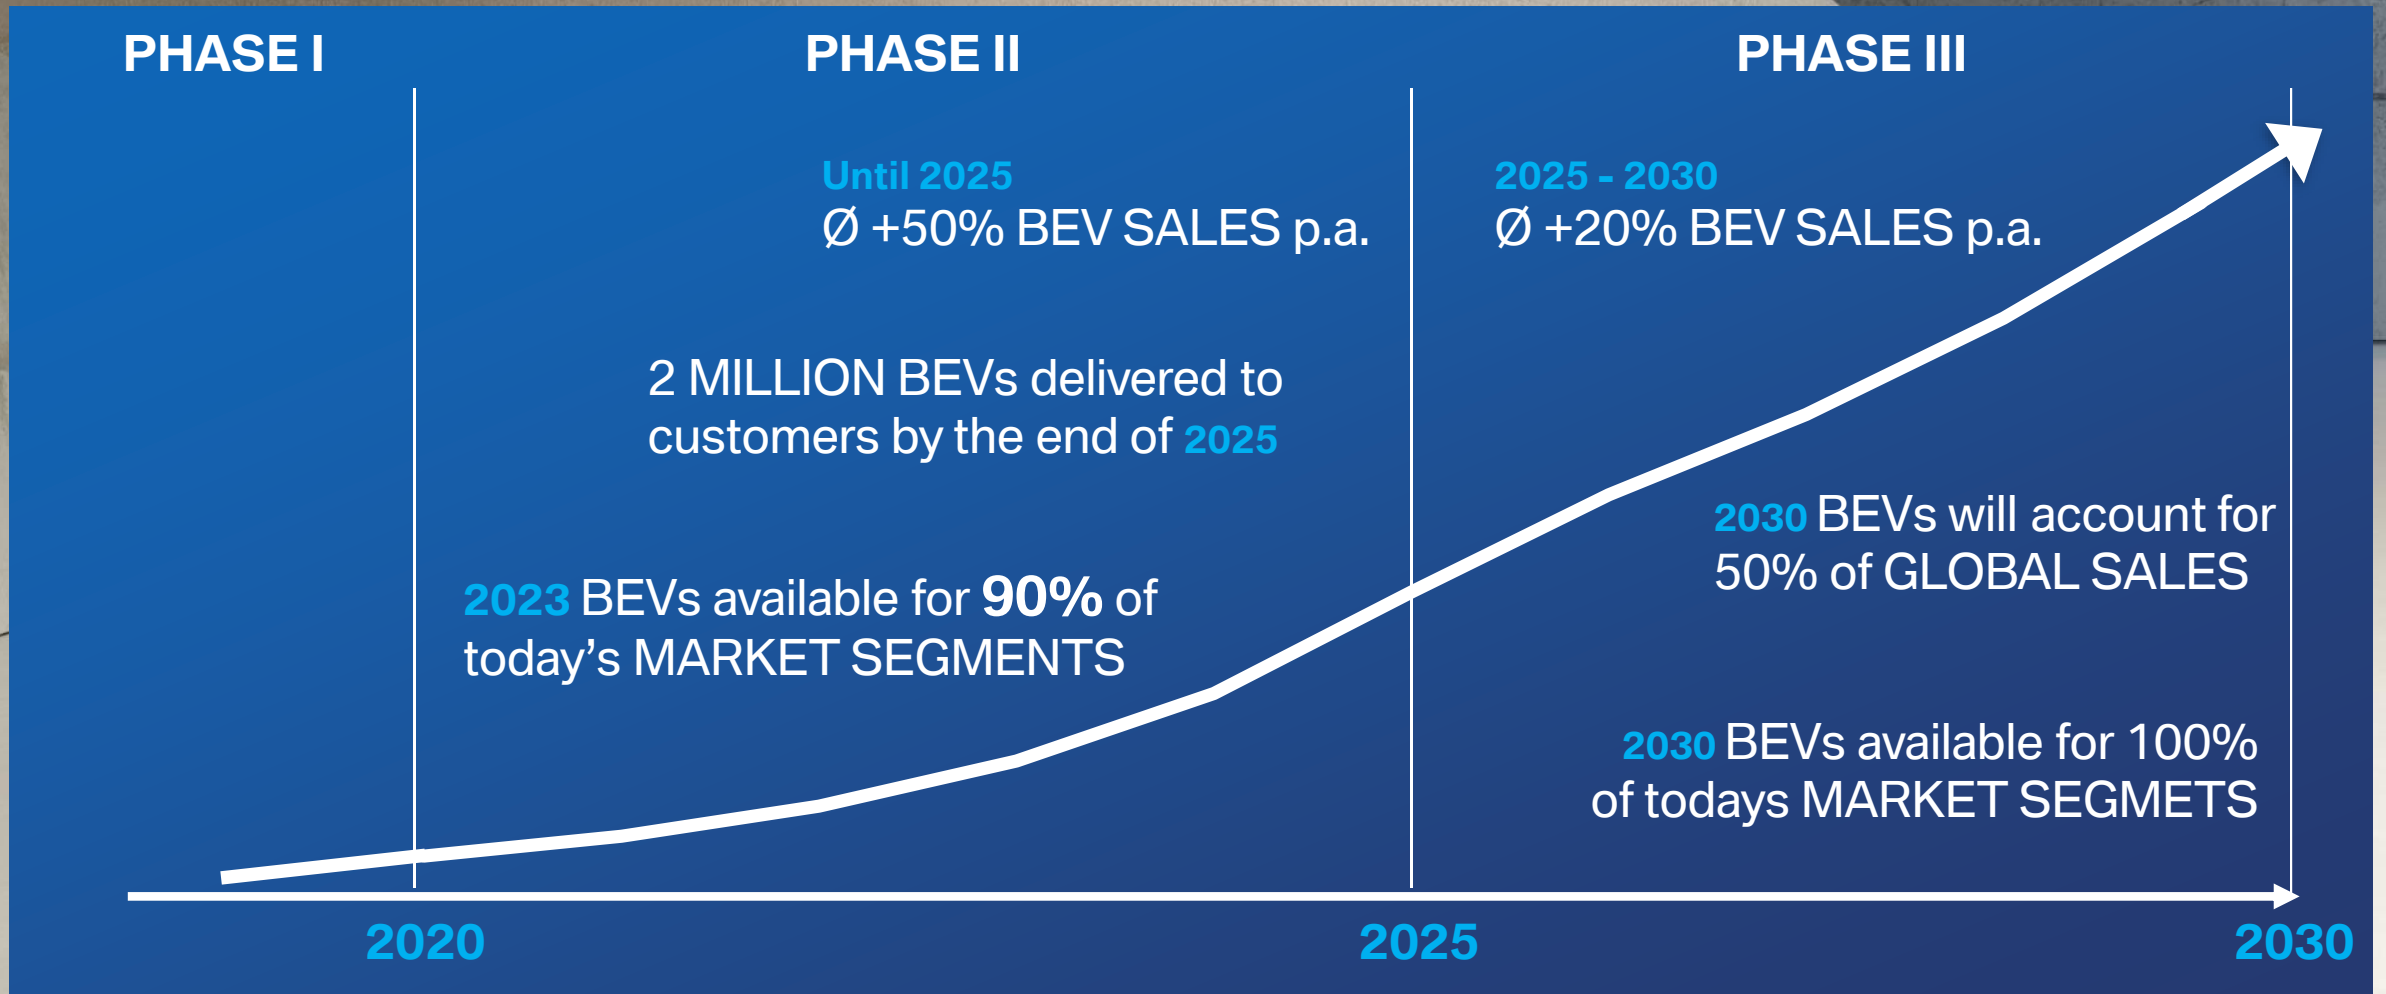 PHASE I
PHASE II
PHASE III
Until 2025
Ø +50% BEV SALES p.a.
2025 - 2030
Ø +20% BEV SALES p.a.
2 MILLION BEVs delivered to
customers by the end of 2025
2030 BEVs will account for
50% of GLOBAL SALES
2023 BEVs available for 90% of
today’s MARKET SEGMENTS
2030 BEVs available for 100%
of todays MARKET SEGMETS
2020
2025
2030